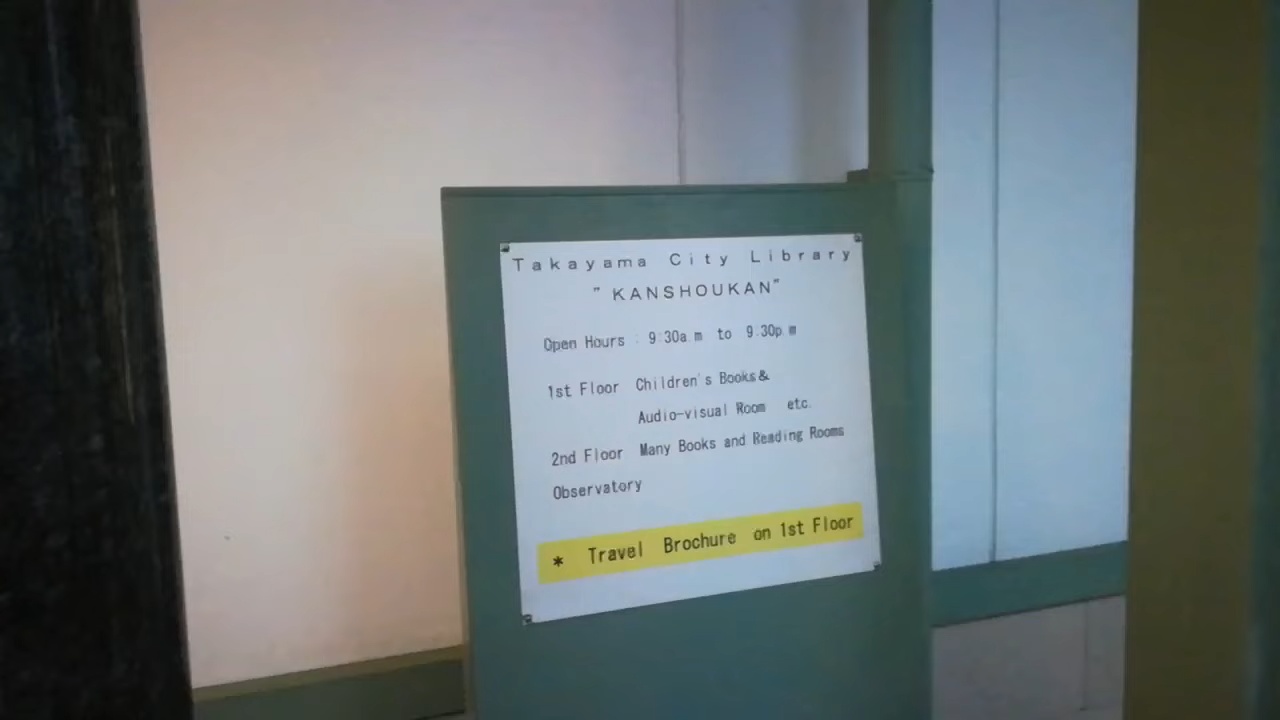 Takayama City Library
"KANSHOUKAN"
Open Hours : 9:30a.m to 9:30p.m
1st Floor Children's Books&
Audio-visual Room etc.
2nd Floor Many Books and Reading Rooms
Observatory
* Travel Brochure on 1st Floor